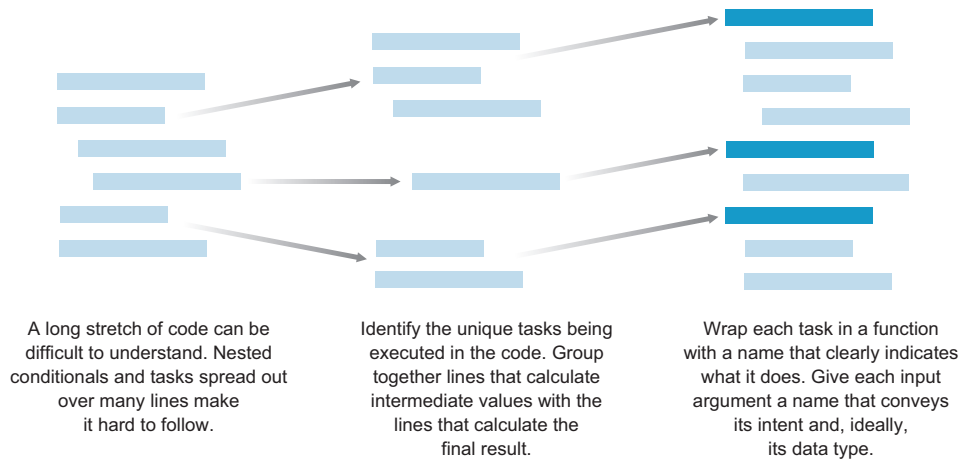 A long stretch of code can be
difficult to understand. Nested
conditionals and tasks spread out
over many lines make
it hard to follow.
Identify the unique tasks being
executed in the code. Group
together lines that calculate
intermediate values with the
lines that calculate the
final result.
Wrap each task in a function
with a name that clearly indicates
what it does. Give each input
argument a name that conveys
its intent and, ideally,
its data type.